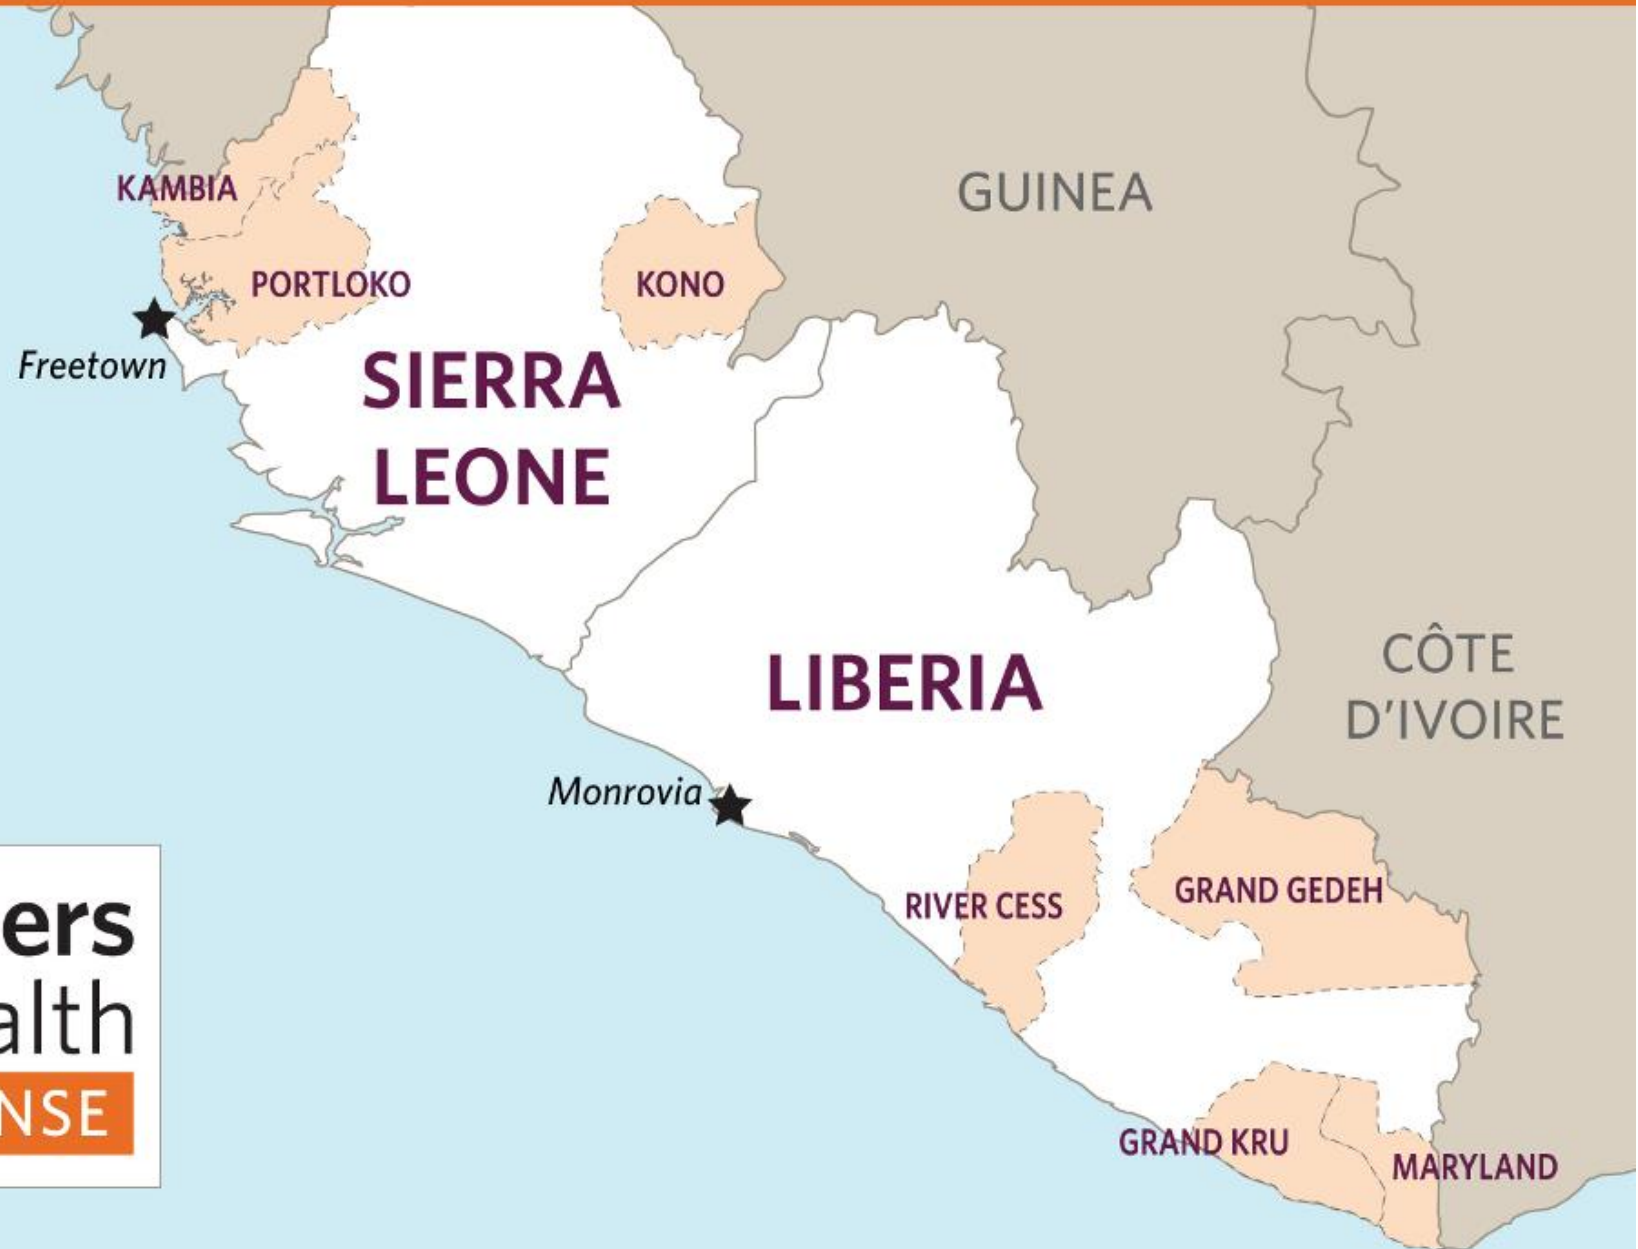 GUINEA
KAMBIA
PORTLOKO
KONO
Freetown
SIERRA
LEONE
LIBERIA
CÔTE
D'IVOIRE
Monrovia
RIVER CESS
GRAND GEDEH
ers
alth
NSE
GRAND KRU
MARYLAND